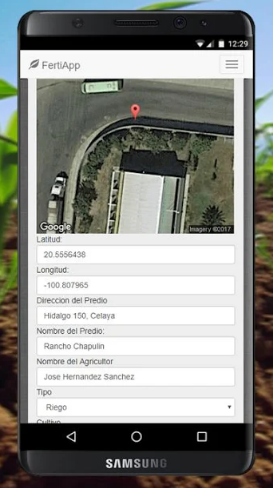 12:29
FertiApp
Google
Imagery ©2017
Latitud:
20.5556438
Longitud:
-100.807965
Direccion del Predio
Hidalgo 150, Celaya
Nombre del Predio:
Rancho Chapulin
Nombre del Agricultor
Jose Hernandez Sanchez
Tipo
Riego
Cultivo
SAMSUNG